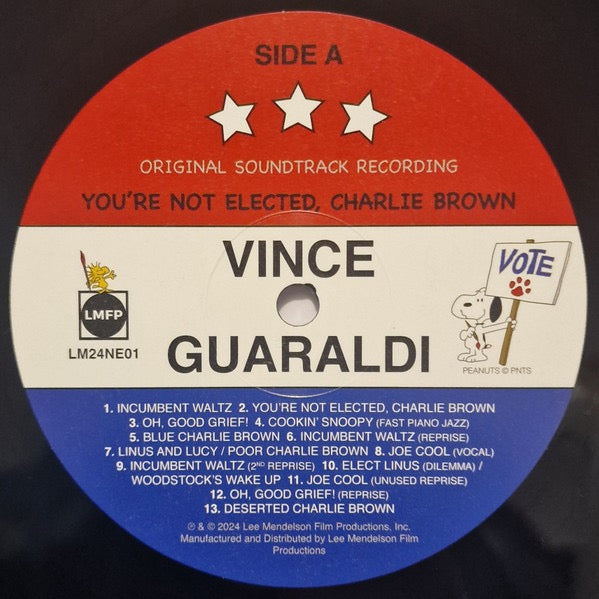 SIDE A
ORIGINAL SOUNDTRACK RECORDING
YOU'RE NOT ELECTED, CHARLIE BROWN
VINCE
GUARALDI
LMFP
LM24NE01
VOTE
PEANUTS © PNTS
1. INCUMBENT WALTZ 2. YOU'RE NOT ELECTED, CHARLIE BROWN
3. OH, GOOD GRIEF! 4. COOKIN' SNOOPY (FAST PIANO JAZZ)
5. BLUE CHARLIE BROWN 6. INCUMBENT WALTZ (REPRISE)
7. LINUS AND LUCY / POOR CHARLIE BROWN 8. JOE COOL (VOCAL)
9. INCUMBENT WALTZ (2ND REPRISE) 10. ELECT LINUS (DILEMMA) /
WOODSTOCK'S WAKE UP 11. JOE COOL (UNUSED REPRISE)
12. OH, GOOD GRIEF! (REPRISE)
13. DESERTED CHARLIE BROWN
℗ & © 2024 Lee Mendelson Film Productions. Inc.
Manufactured and Distributed by Lee Mendelson Film
Productions